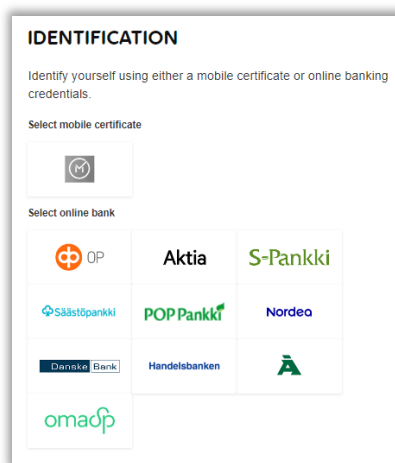 IDENTIFICATION
Identify yourself using either a mobile certificate or online banking
credentials.
Select mobile certificate
M
Select online bank
OP
Aktia
S-Pankki
Säästöpankki
POP Pankki
Nordea
Danske Bank
Handelsbanken
Å
omasp